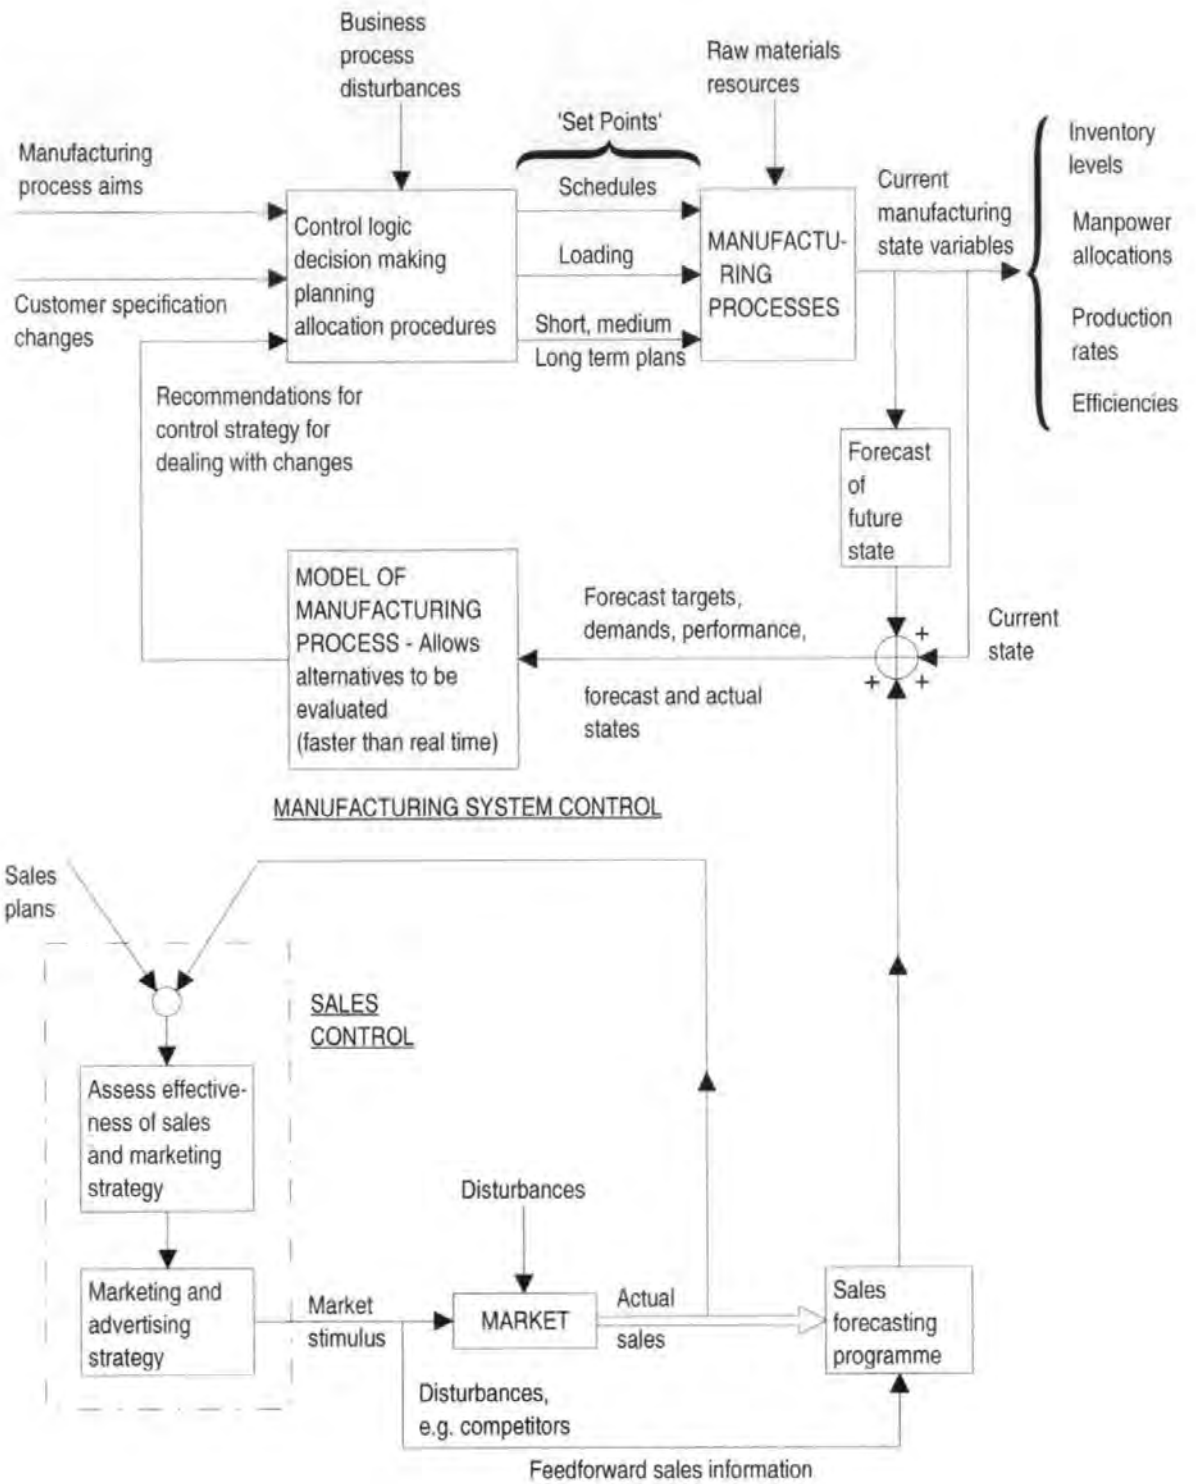 Business
process
disturbances
Raw materials
resources
'Set Points'
Manufacturing
process aims
Customer specification
changes
Control logic
decision making
planning
allocation procedures
Schedules
Loading
Short, medium
Long term plans
MANUFACTU-
RING
PROCESSES
Current
manufacturing
state variables
Inventory
levels
Manpower
allocations
Production
rates
Efficiencies
Recommendations for
control strategy for
dealing with changes
Forecast
of
future
state
MODEL OF
MANUFACTURING
PROCESS - Allows
alternatives to be
evaluated
(faster than real time)
Forecast targets,
demands, performance,
forecast and actual
states
+
+ +
Current
state
MANUFACTURING SYSTEM CONTROL
Sales
plans
SALES
CONTROL
Assess effective-
ness of sales
and marketing
strategy
Marketing and
advertising
strategy
Market
stimulus
Disturbances
MARKET
Actual
sales
Sales
forecasting
programme
Disturbances,
e.g. competitors
Feedforward sales information